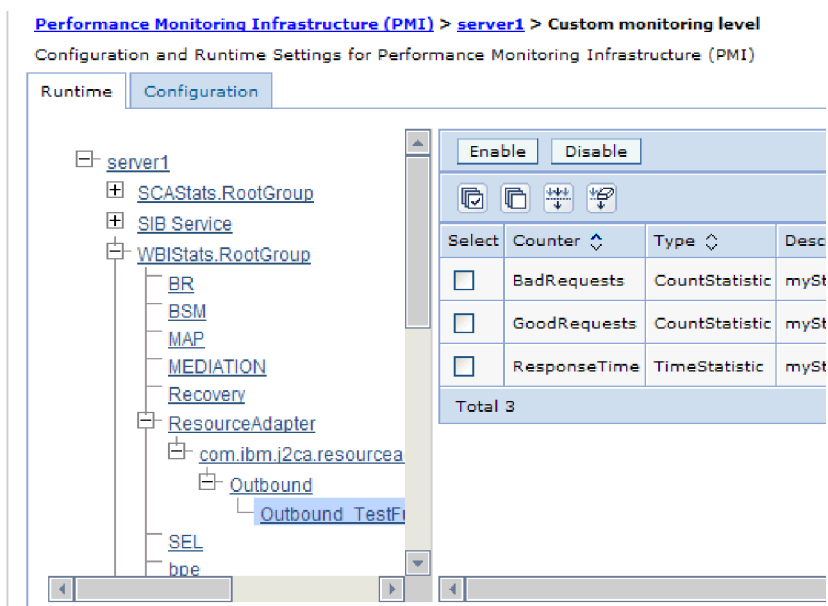 Performance Monitoring Infrastructure (PMI) > server1 > Custom monitoring level
Configuration and Runtime Settings for Performance Monitoring Infrastructure (PMI)
Runtime
Configuration
server1
SCAStats.RootGroup
SIB Service
WBIStats.RootGroup
BR
BSM
MAP
MEDIATION
Recovery
ResourceAdapter
com.ibm.j2ca.resourcea
Outbound
Outbound_TestF
SEL
bpe
Enable Disable
Select Counter Type Desc
BadRequests CountStatistic mySt
GoodRequests CountStatistic mySt
ResponseTime TimeStatistic mySt
Total 3